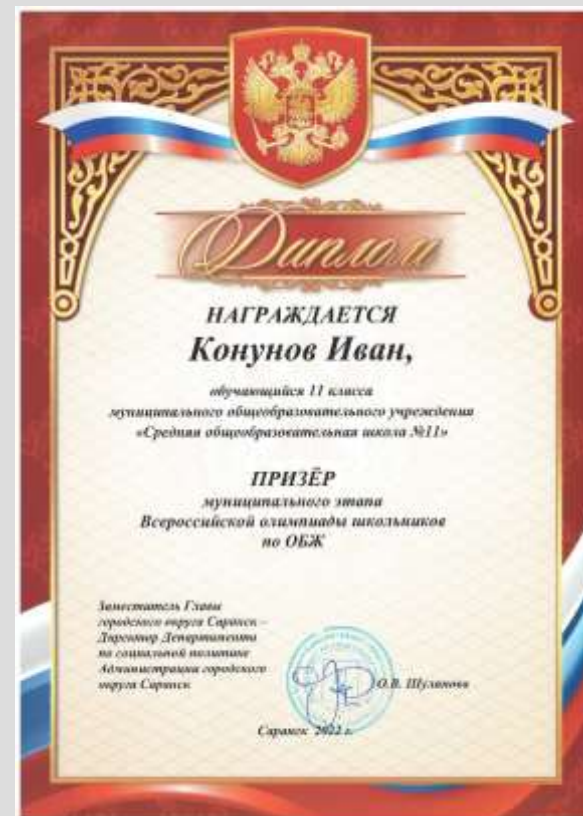 Диплом
НАГРАЖДАЕТСЯ
Конунов Иван,
обучающийся 11 класса
муниципального общеобразовательного учреждения
«Средняя общеобразовательная школа №11»
ПРИЗЁР
муниципального этапа
Всероссийской олимпиады школьников
по ОБЖ
Заместитель Главы
городского округа Саранск –
Директор Департамента
по социальной политике
Администрации городского
округа Саранск
О.В.
Саранск 2022 г.